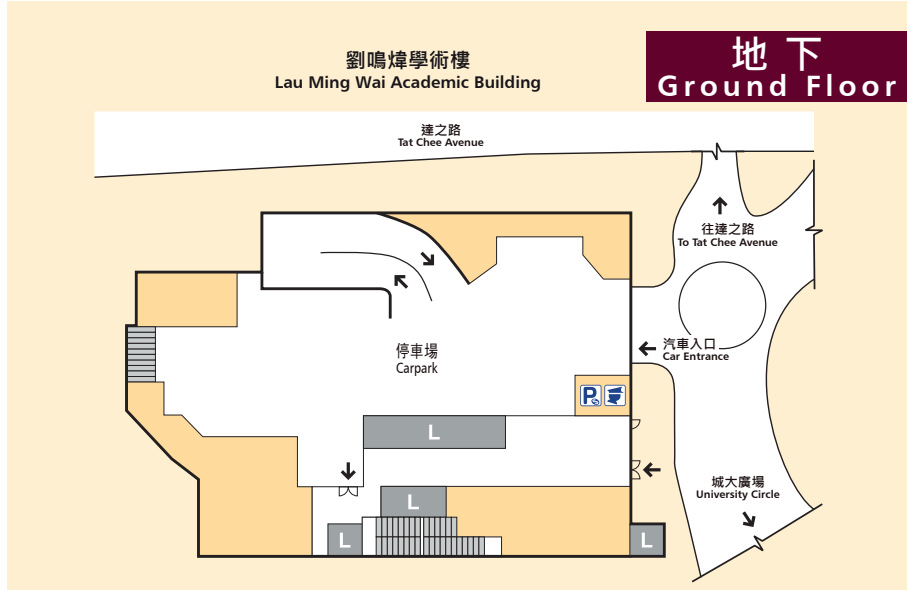 劉鳴煒學術樓
Lau Ming Wai Academic Building
地下
Ground Floor
達之路
Tat Chee Avenue
往達之路
To Tat Chee Avenue
汽車入口
Car Entrance
停車場
Carpark
P
L
城大廣場
University Circle
L
L
L